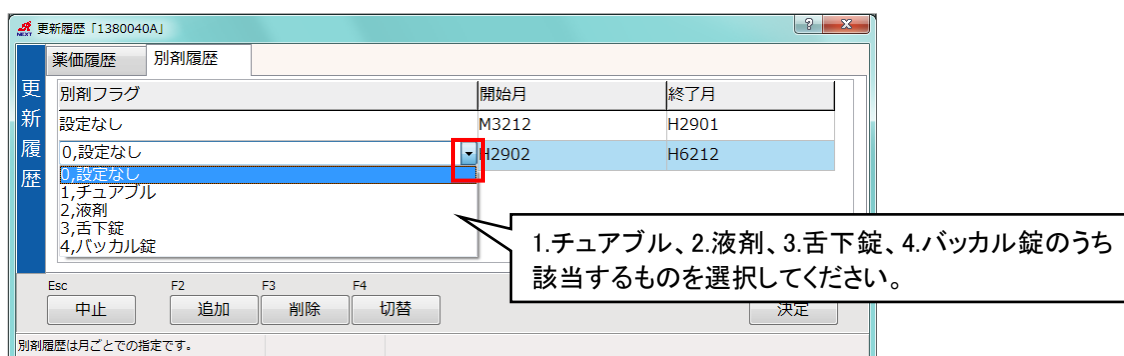 NEXT 更新履歴「1380040A」
薬価履歴 別剤履歴
更新履歴
別剤フラグ 開始月 終了月
設定なし M3212 H2901
0,設定なし H2902 H6212
0,設定なし
1,チュアブル
2,液剤
3,舌下錠
4,バッカル錠
1.チュアブル、2.液剤、3.舌下錠、4.バッカル錠のうち
該当するものを選択してください。
Esc F2 F3 F4
中止 追加 削除 切替 決定
別剤履歴は月ごとでの指定です。